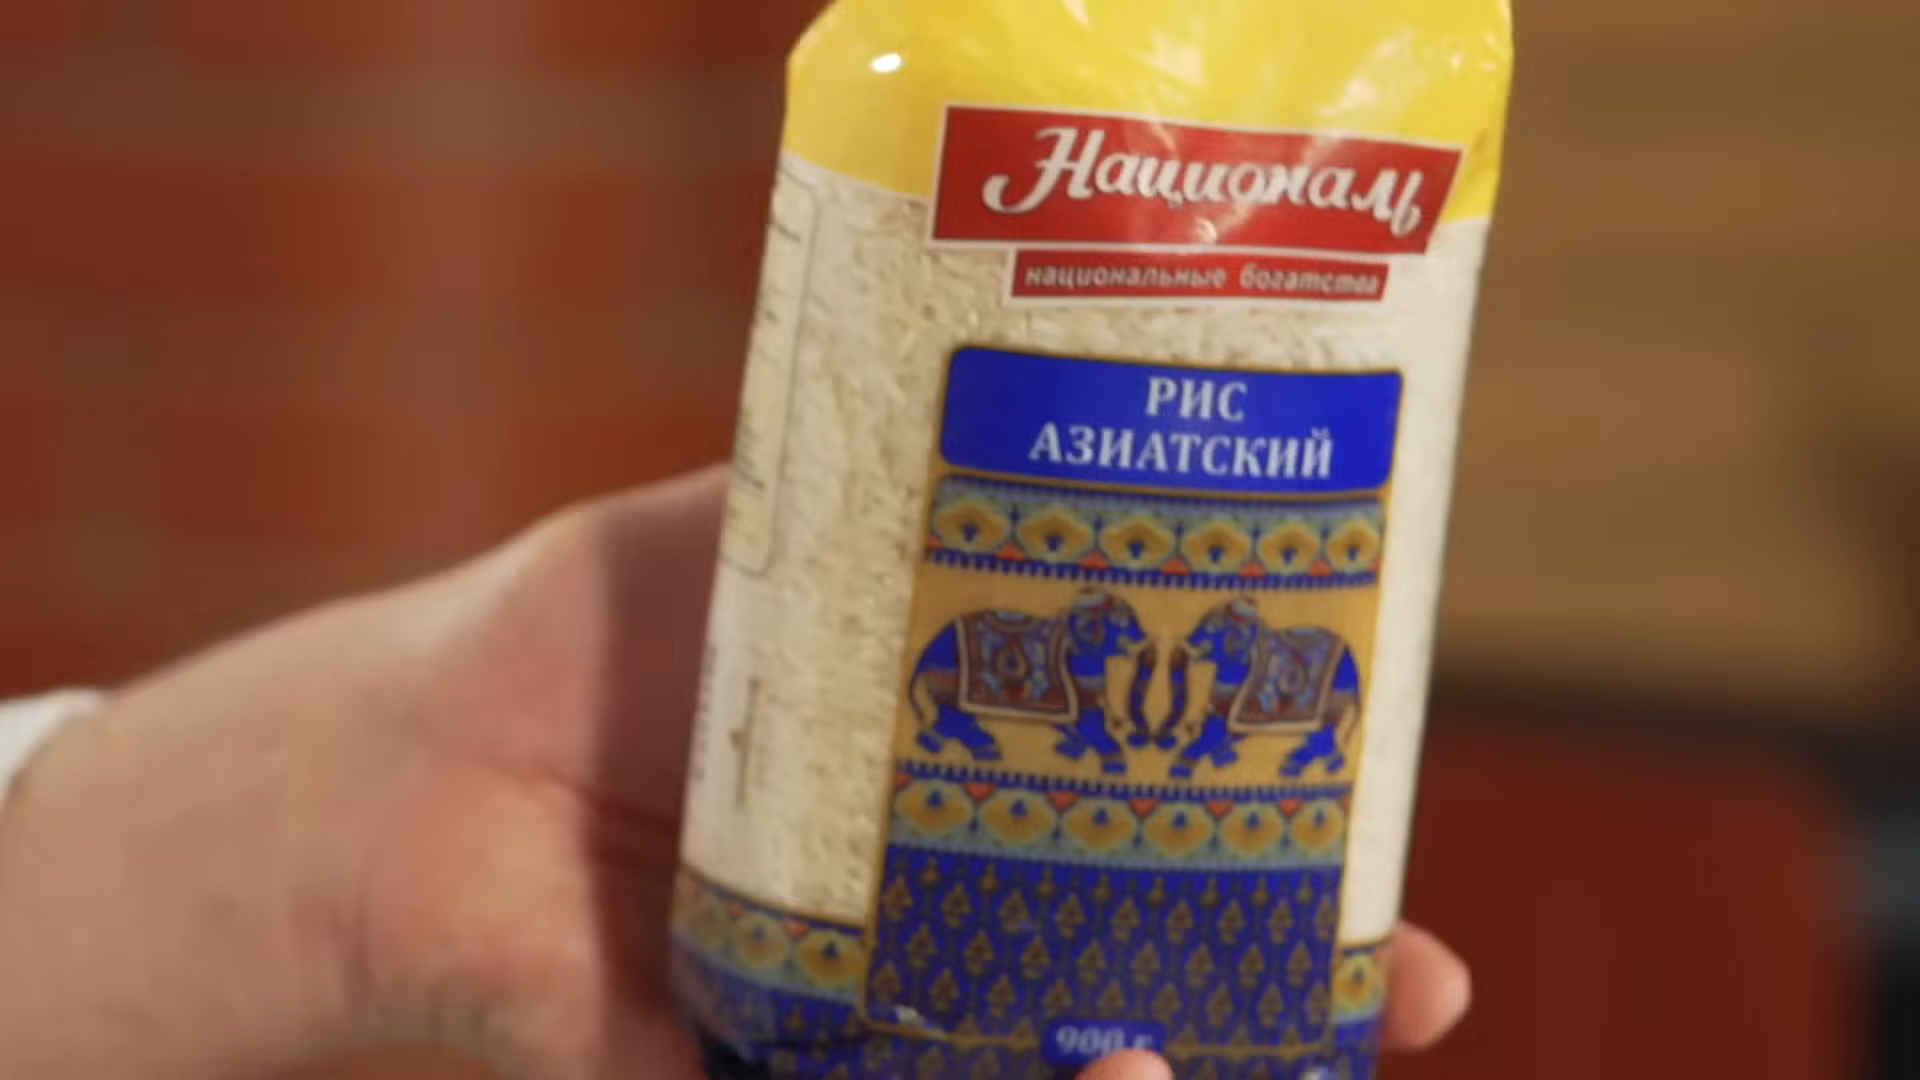 Националь
национальные богатства
РИС
АЗИАТСКИЙ
900 г